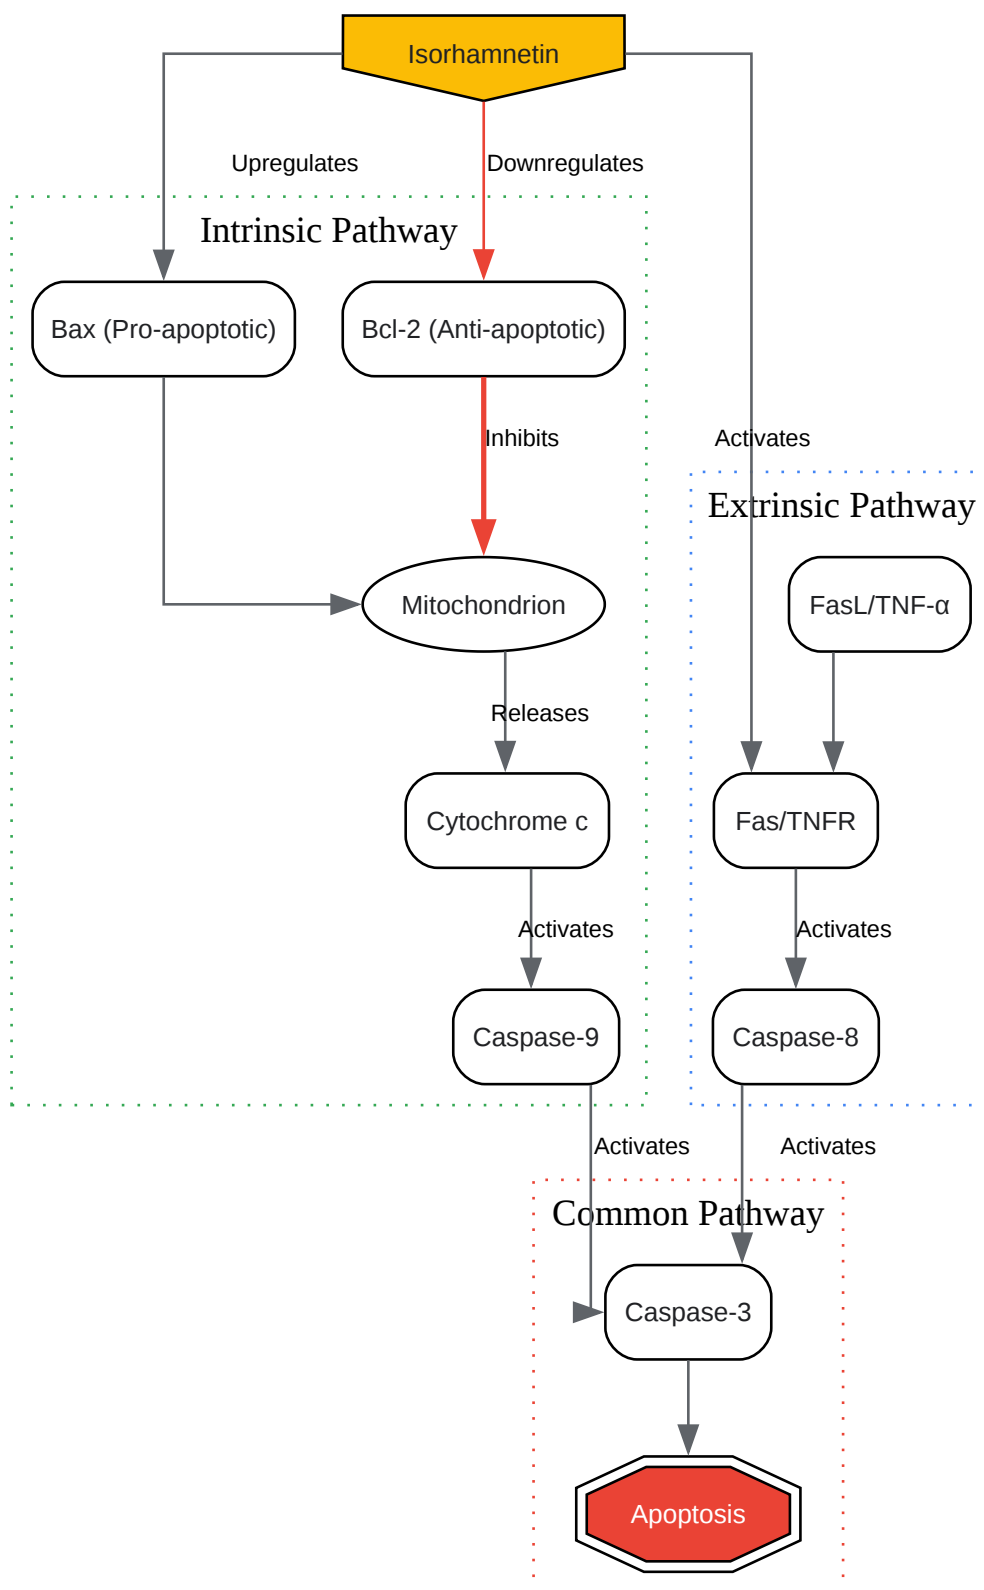 Isorhamnetin
Upregulates
Downregulates
Intrinsic Pathway
Bax (Pro-apoptotic)
Bcl-2 (Anti-apoptotic)
Inhibits
Activates
Extrinsic Pathway
Mitochondrion
FasL/TNF-α
Releases
Cytochrome c
Fas/TNFR
Activates
Activates
Caspase-9
Caspase-8
Activates
Activates
Common Pathway
Caspase-3
Apoptosis